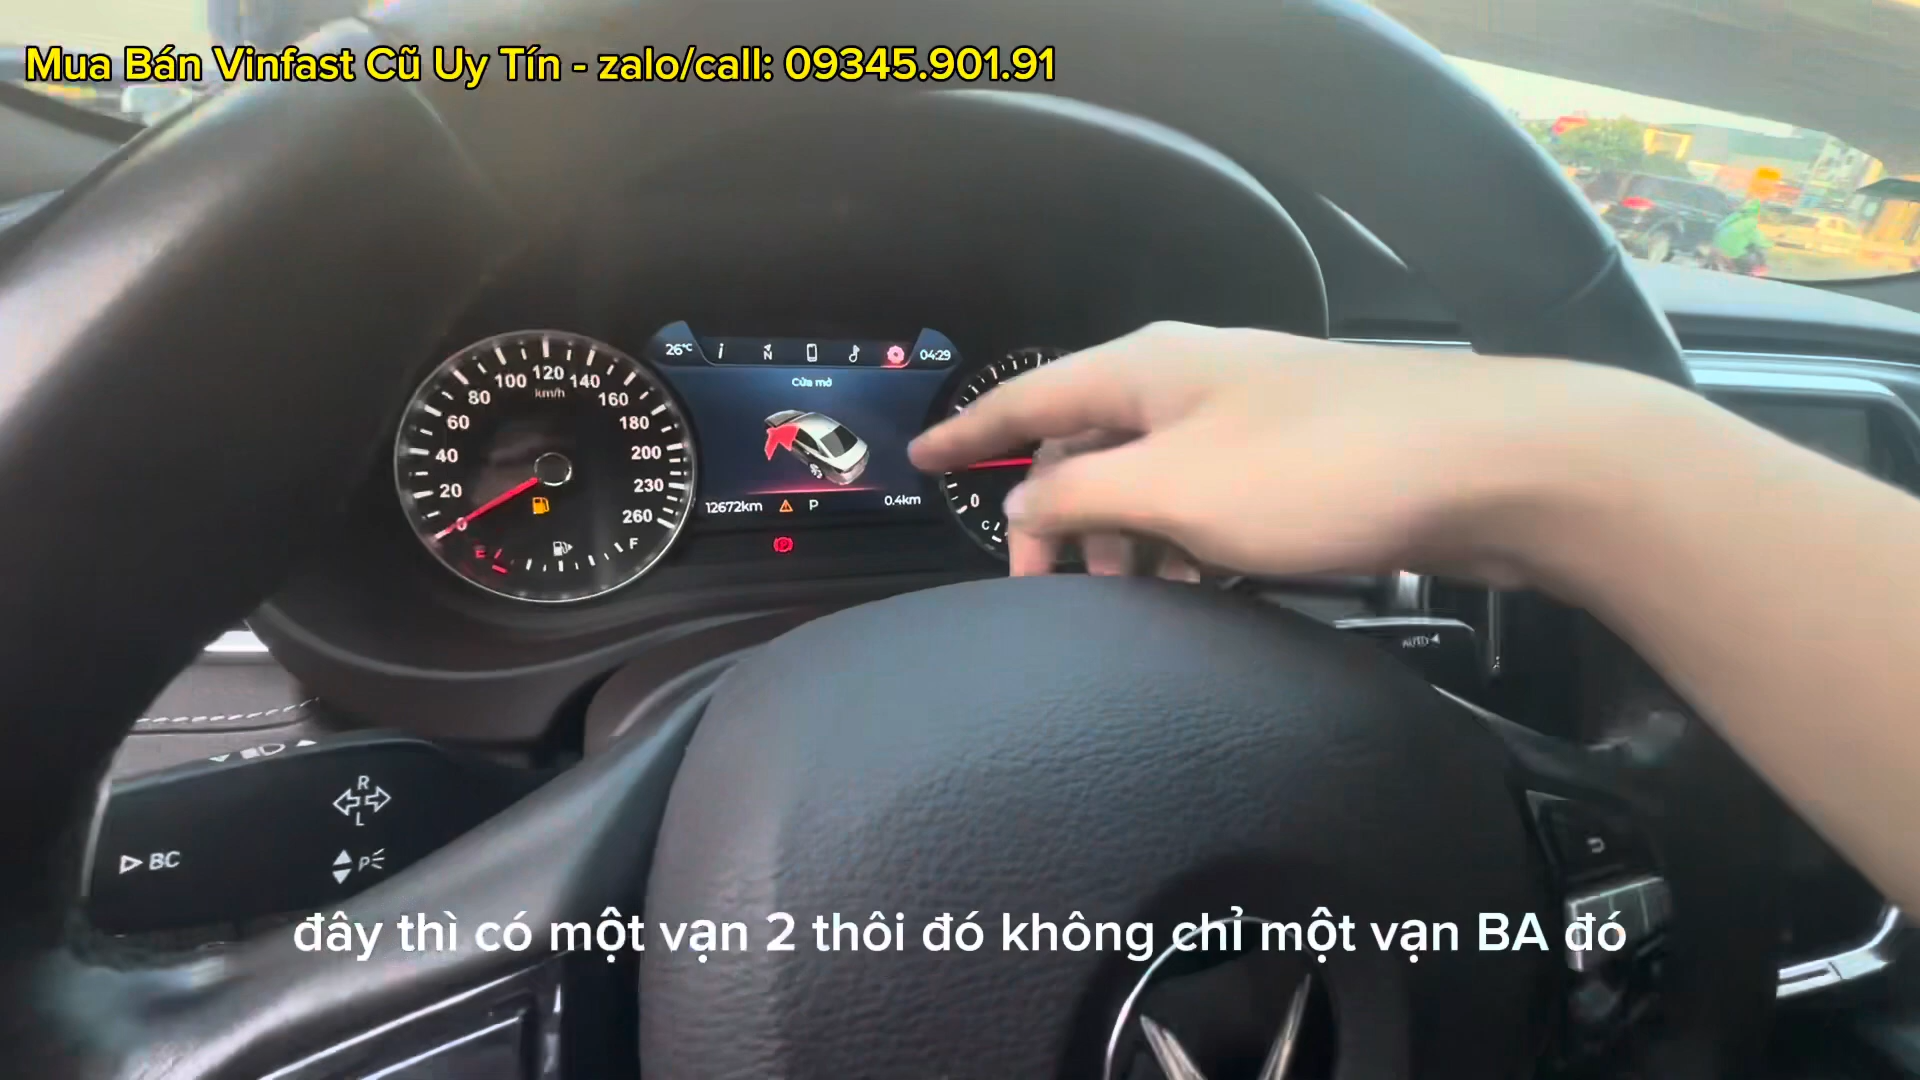 Mua Bán Vinfast Cũ Uy Tín - zalo/call: 09345.901.91
26°C i N 04:29
Cửa mở
12672km P 0.4km
0 20 40 60 80 100 120 140 160 180 200 230 260
km/h
E F
0
C
AUTO
R
L
BC P
đây thì có một vạn 2 thôi đó không chỉ một vạn BA đó